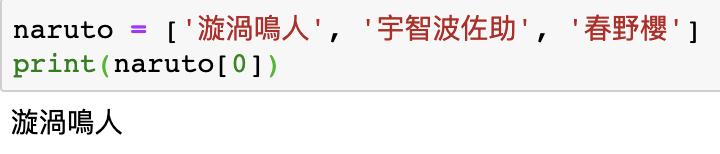 naruto = ['漩渦鳴人', '宇智波佐助', '春野櫻']
print(naruto[0])
漩渦鳴人